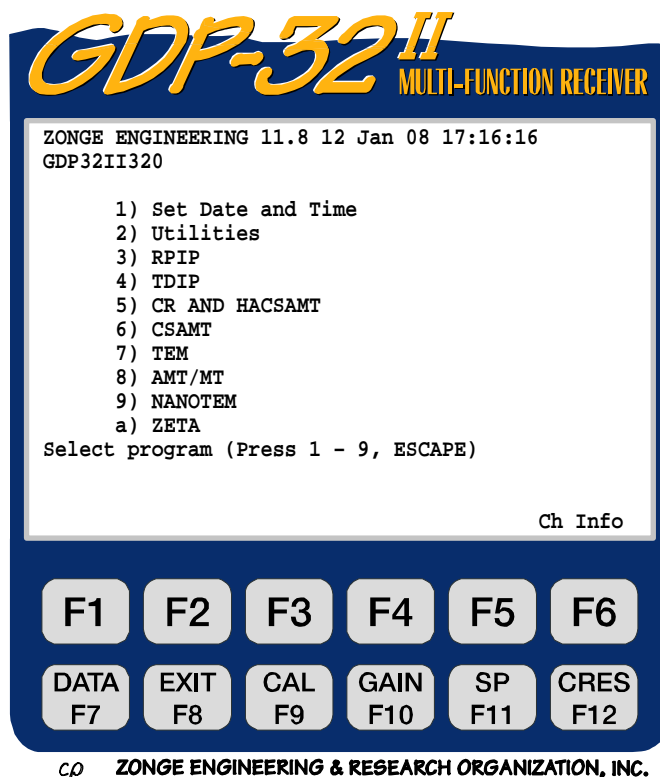 GDP-32 II
MULTI-FUNCTION RECEIVER
ZONGE ENGINEERING 11.8 12 Jan 08 17:16:16
GDP32II320
1) Set Date and Time
2) Utilities
3) RPIP
4) TDIP
5) CR AND HACSAMT
6) CSAMT
7) TEM
8) AMT/MT
9) NANOTEM
a) ZETA
Select program (Press 1 - 9, ESCAPE)
Ch Info
F1 F2 F3 F4 F5 F6
DATA EXIT CAL GAIN SP CRES
F7 F8 F9 F10 F11 F12
ZONGE ENGINEERING & RESEARCH ORGANIZATION, INC.